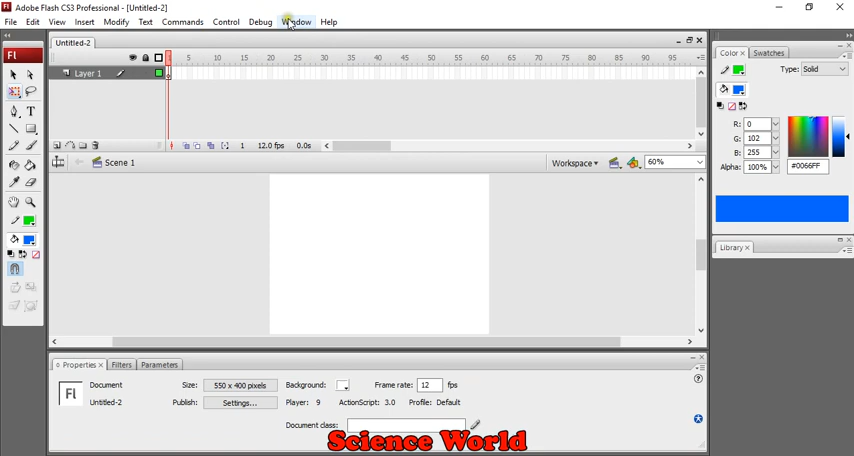 Adobe Flash CS3 Professional - [Untitled-2]
File Edit View Insert Modify Text Commands Control Debug Window Help
Fl
Untitled-2
1 5 10 15 20 25 30 35 40 45 50 55 60 65 70 75 80 85 90 95
Layer 1
1 12.0 fps 0.0s
Scene 1
Workspace 60%
Color Swatches
Type: Solid
R: 0
G: 102
B: 255
Alpha: 100% #0066FF
Library
Properties Filters Parameters
Fl
Document
Untitled-2
Size: 550 x 400 pixels Background: Frame rate: 12 fps
Publish: Settings... Player: 9 ActionScript: 3.0 Profile: Default
Document class:
Science World